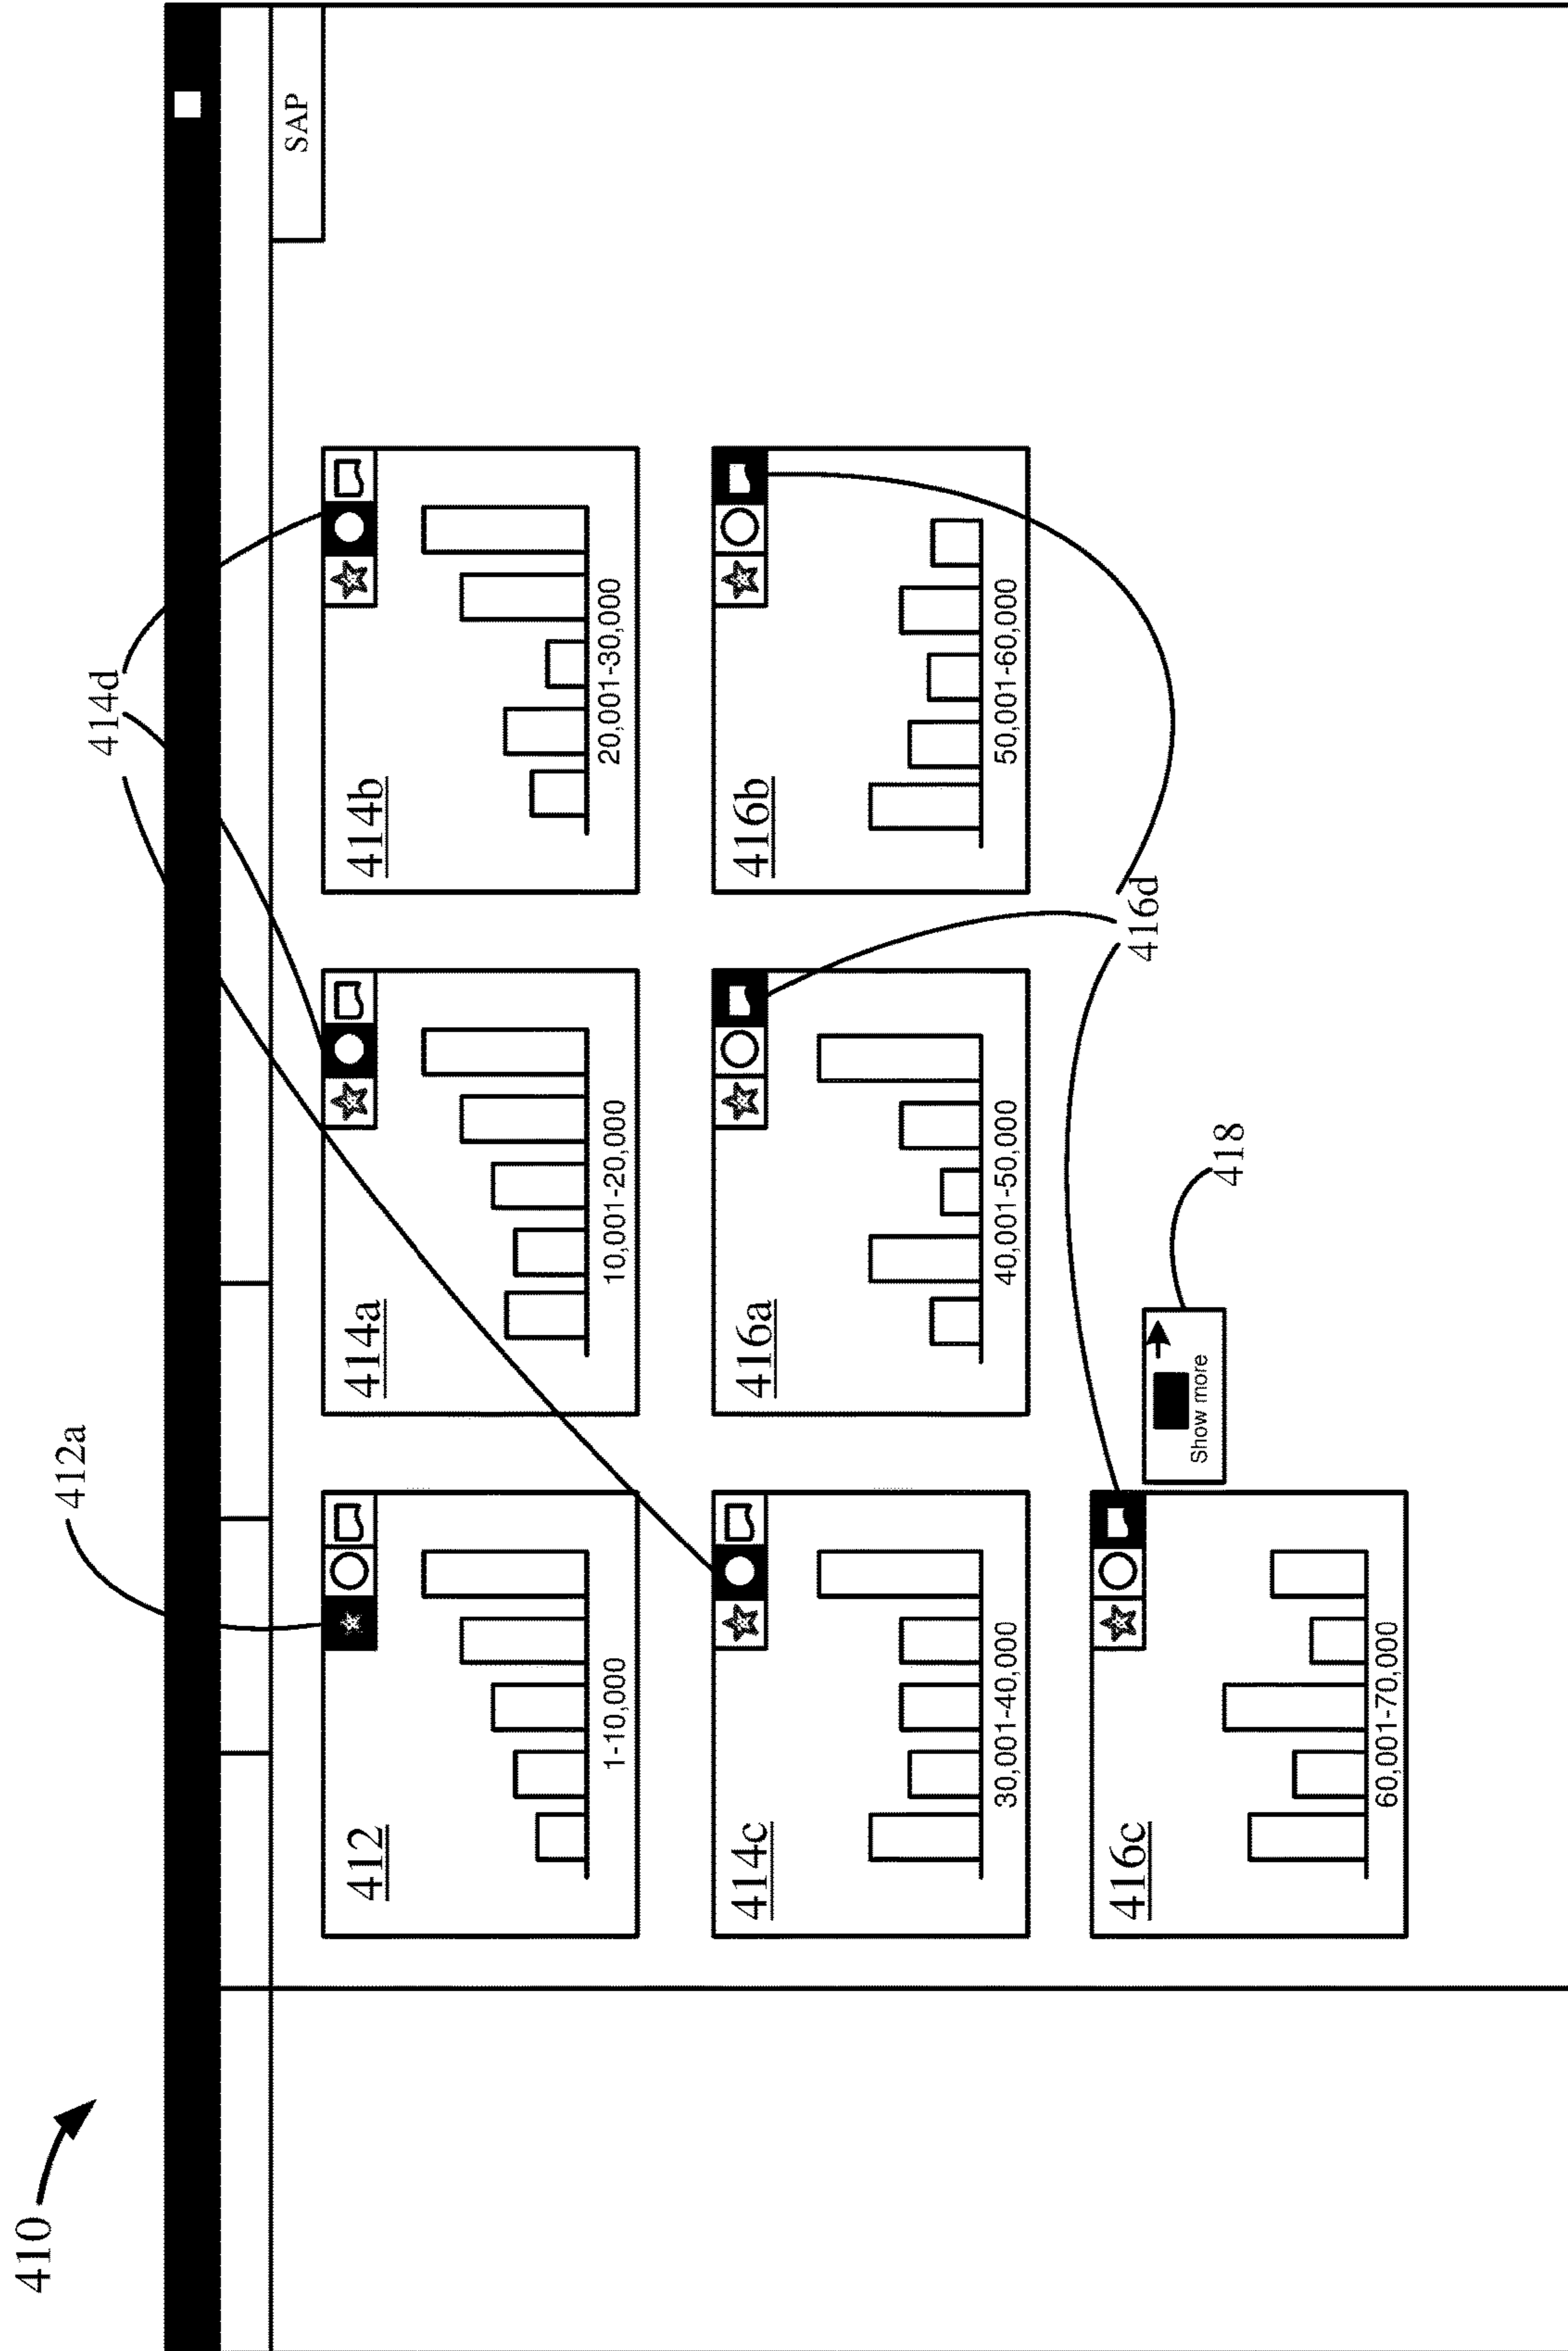 410
412a
414d
SAP
412
1-10,000
414a
10,001-20,000
414b
20,001-30,000
414c
30,001-40,000
416a
40,001-50,000
416b
50,001-60,000
416d
416c
60,001-70,000
Show more
418